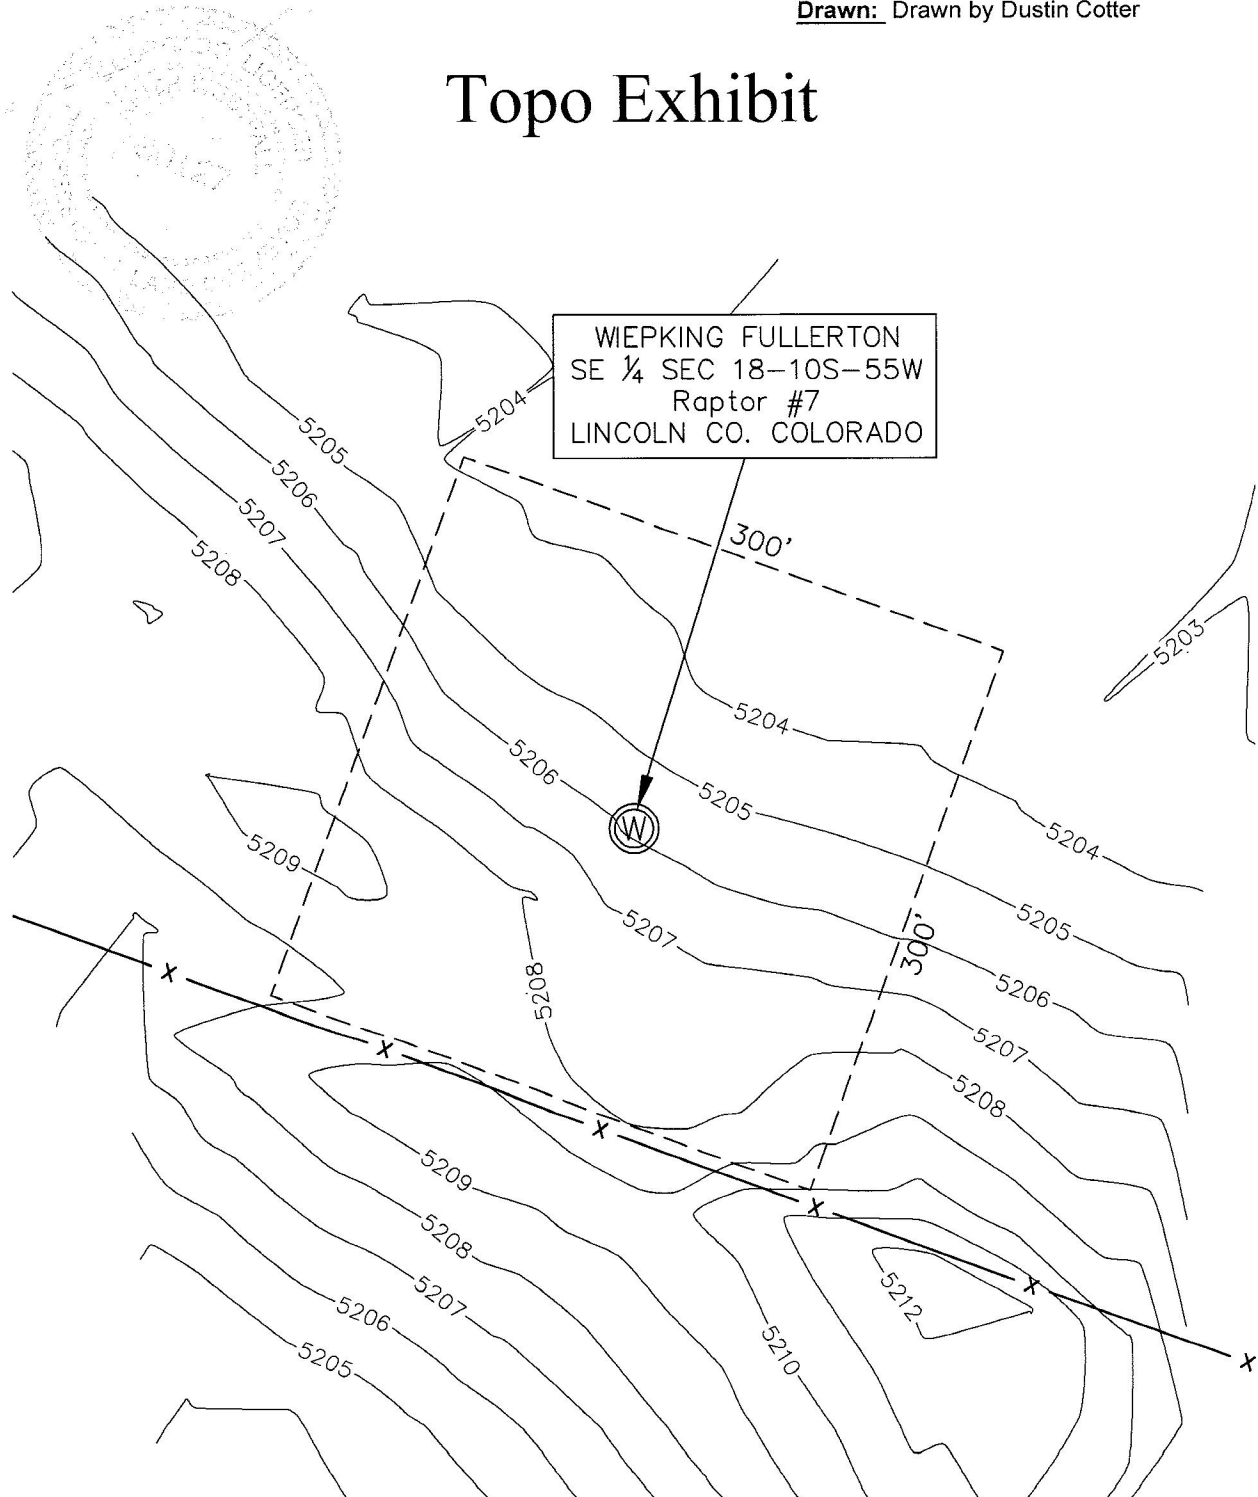 Drawn: Drawn by Dustin Cotter
Topo Exhibit
WIEPKING FULLERTON
SE ¼ SEC 18-10S-55W
Raptor #7
LINCOLN CO. COLORADO
5204
5205
5206
5207
5208
300'
5203
5204
5206
5205
5204
5209
5207
5205
300'
5208
5206
5207
5208
5209
5208
5207
5206
5205
5210
5212
W
X
X
X
X
X
X